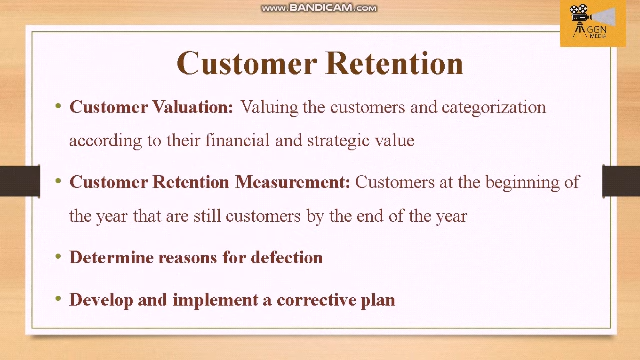 www.BANDICAM.com
GGN
MEDIA
Customer Retention
• Customer Valuation: Valuing the customers and categorization
according to their financial and strategic value
• Customer Retention Measurement: Customers at the beginning of
the year that are still customers by the end of the year
• Determine reasons for defection
• Develop and implement a corrective plan